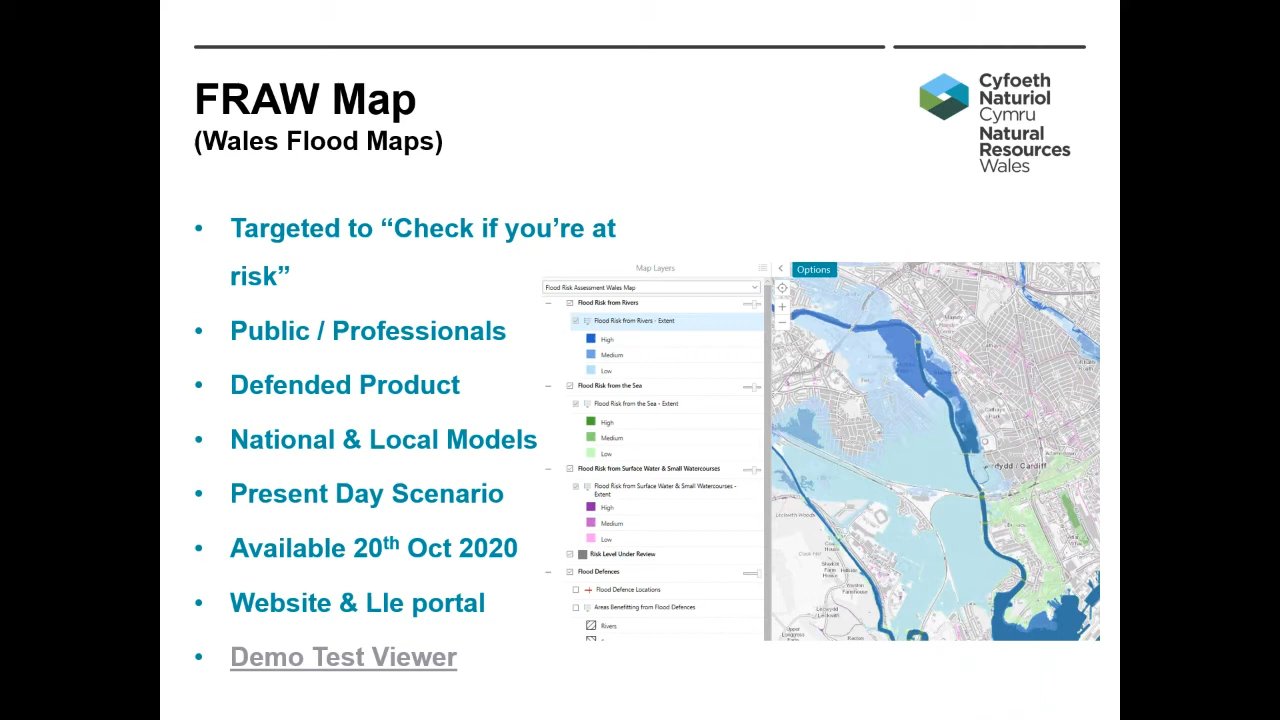 FRAW Map
(Wales Flood Maps)
Cyfoeth
Naturiol
Cymru
Natural
Resources
Wales
• Targeted to “Check if you’re at
risk”
• Public / Professionals
• Defended Product
• National & Local Models
• Present Day Scenario
• Available 20th Oct 2020
• Website & Lle portal
• Demo Test Viewer
Map Layers
Flood Risk Assessment Wales Map
Flood Risk from Rivers
Flood Risk from Rivers - Extent
High
Medium
Low
Flood Risk from the Sea
Flood Risk from the Sea - Extent
High
Medium
Low
Flood Risk from Surface Water & Small Watercourses
Flood Risk from Surface Water & Small Watercourses -
Extent
High
Medium
Low
Risk Level Under Review
Flood Defences
Flood Defence Locations
Areas Benefitting from Flood Defences
Rivers
Options
Cathays
Park
rdydd / Cardiff
Leckwith Woods